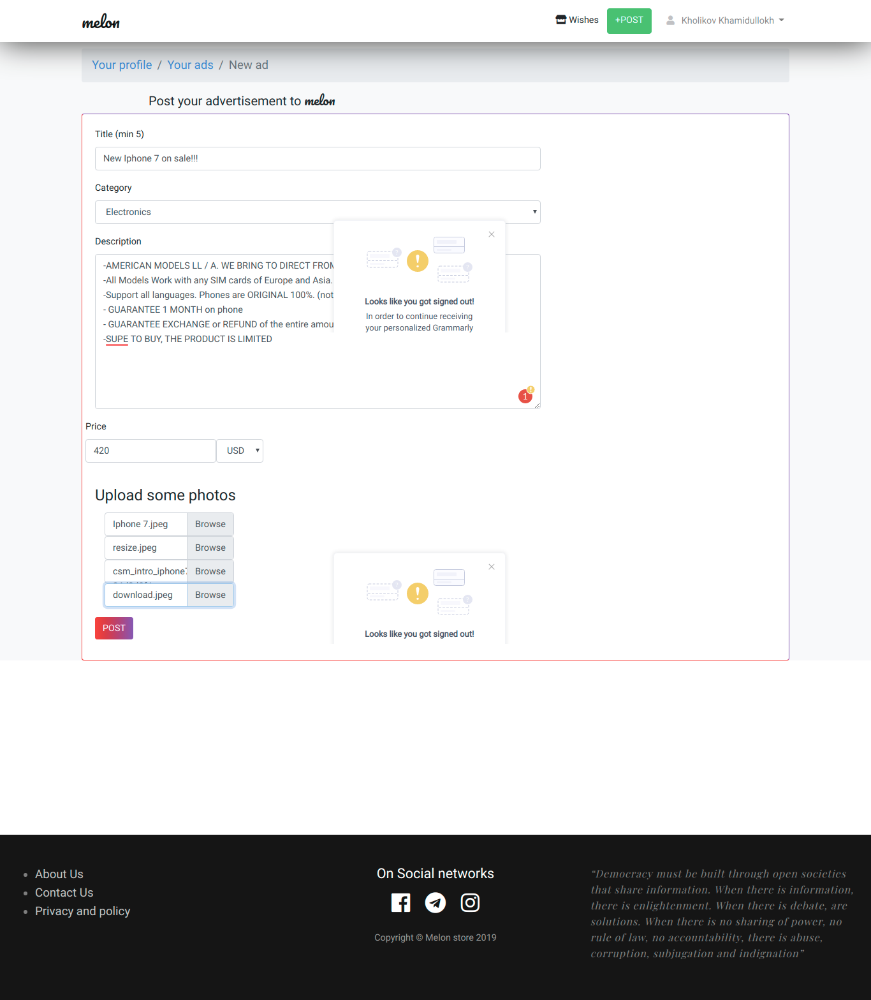 melon
Wishes
+POST
Kholikov Khamidullokh
Your profile / Your ads / New ad
Post your advertisement to melon
Title (min 5)
New Iphone 7 on sale!!!
Category
Electronics
Description
-AMERICAN MODELS LL / A. WE BRING TO DIRECT FROM
-All Models Work with any SIM cards of Europe and Asia.
-Support all languages. Phones are ORIGINAL 100%. (not
- GUARANTEE 1 MONTH on phone
- GUARANTEE EXCHANGE or REFUND of the entire amou
-SUPE TO BUY, THE PRODUCT IS LIMITED
Looks like you got signed out!
In order to continue receiving
your personalized Grammarly
1
Price
420
USD
Upload some photos
Iphone 7.jpeg Browse
resize.jpeg Browse
csm_intro_iphone7 Browse
download.jpeg Browse
Looks like you got signed out!
POST
About Us
Contact Us
Privacy and policy
On Social networks
Copyright © Melon store 2019
“Democracy must be built through open societies
that share information. When there is information,
there is enlightenment. When there is debate, are
solutions. When there is no sharing of power, no
rule of law, no accountability, there is abuse,
corruption, subjugation and indignation”